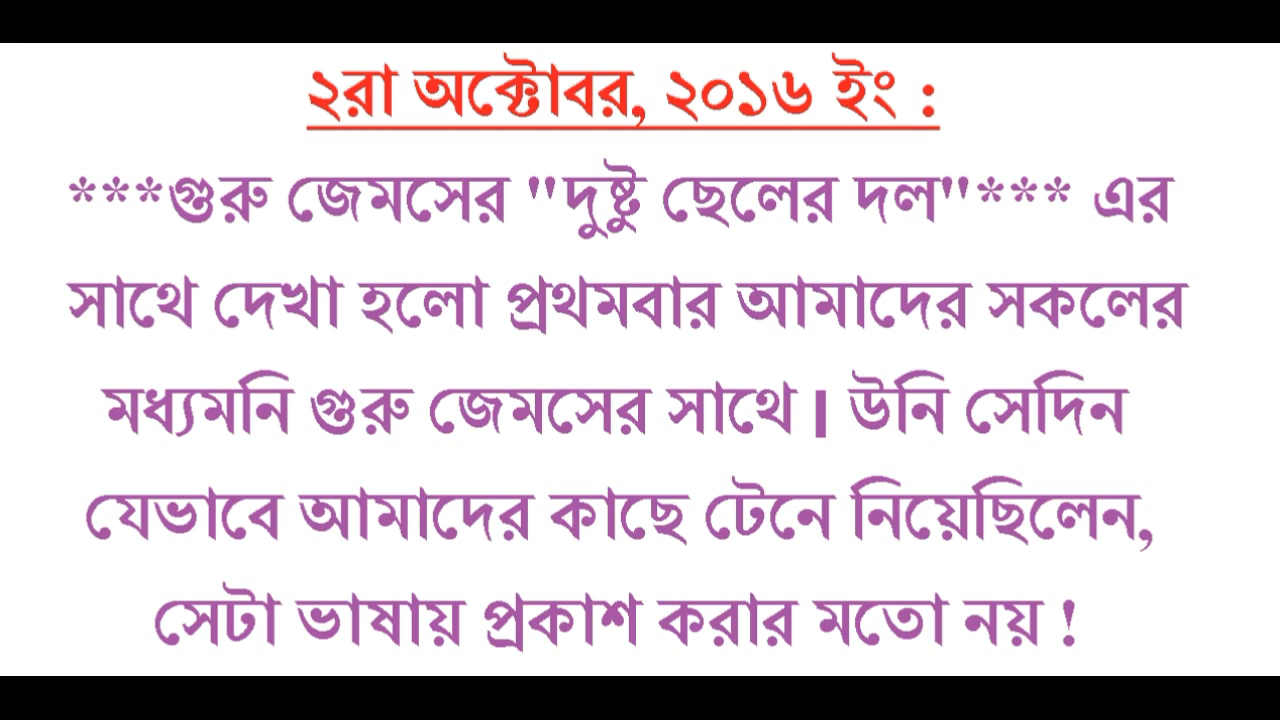 ২রা অক্টোবর, ২০১৬ ইং :
***গুরু জেমসের "দুষ্টু ছেলের দল"*** এর
সাথে দেখা হলো প্রথমবার আমাদের সকলের
মধ্যমনি গুরু জেমসের সাথে। উনি সেদিন
যেভাবে আমাদের কাছে টেনে নিয়েছিলেন,
সেটা ভাষায় প্রকাশ করার মতো নয় !